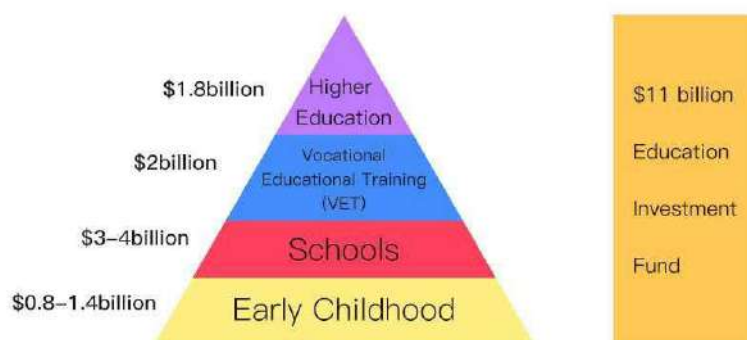 $1.8billion
Higher
Education
$2billion
Vocational
Educational Training
(VET)
$3-4billion
Schools
$0.8-1.4billion
Early Childhood
$11 billion
Education
Investment
Fund